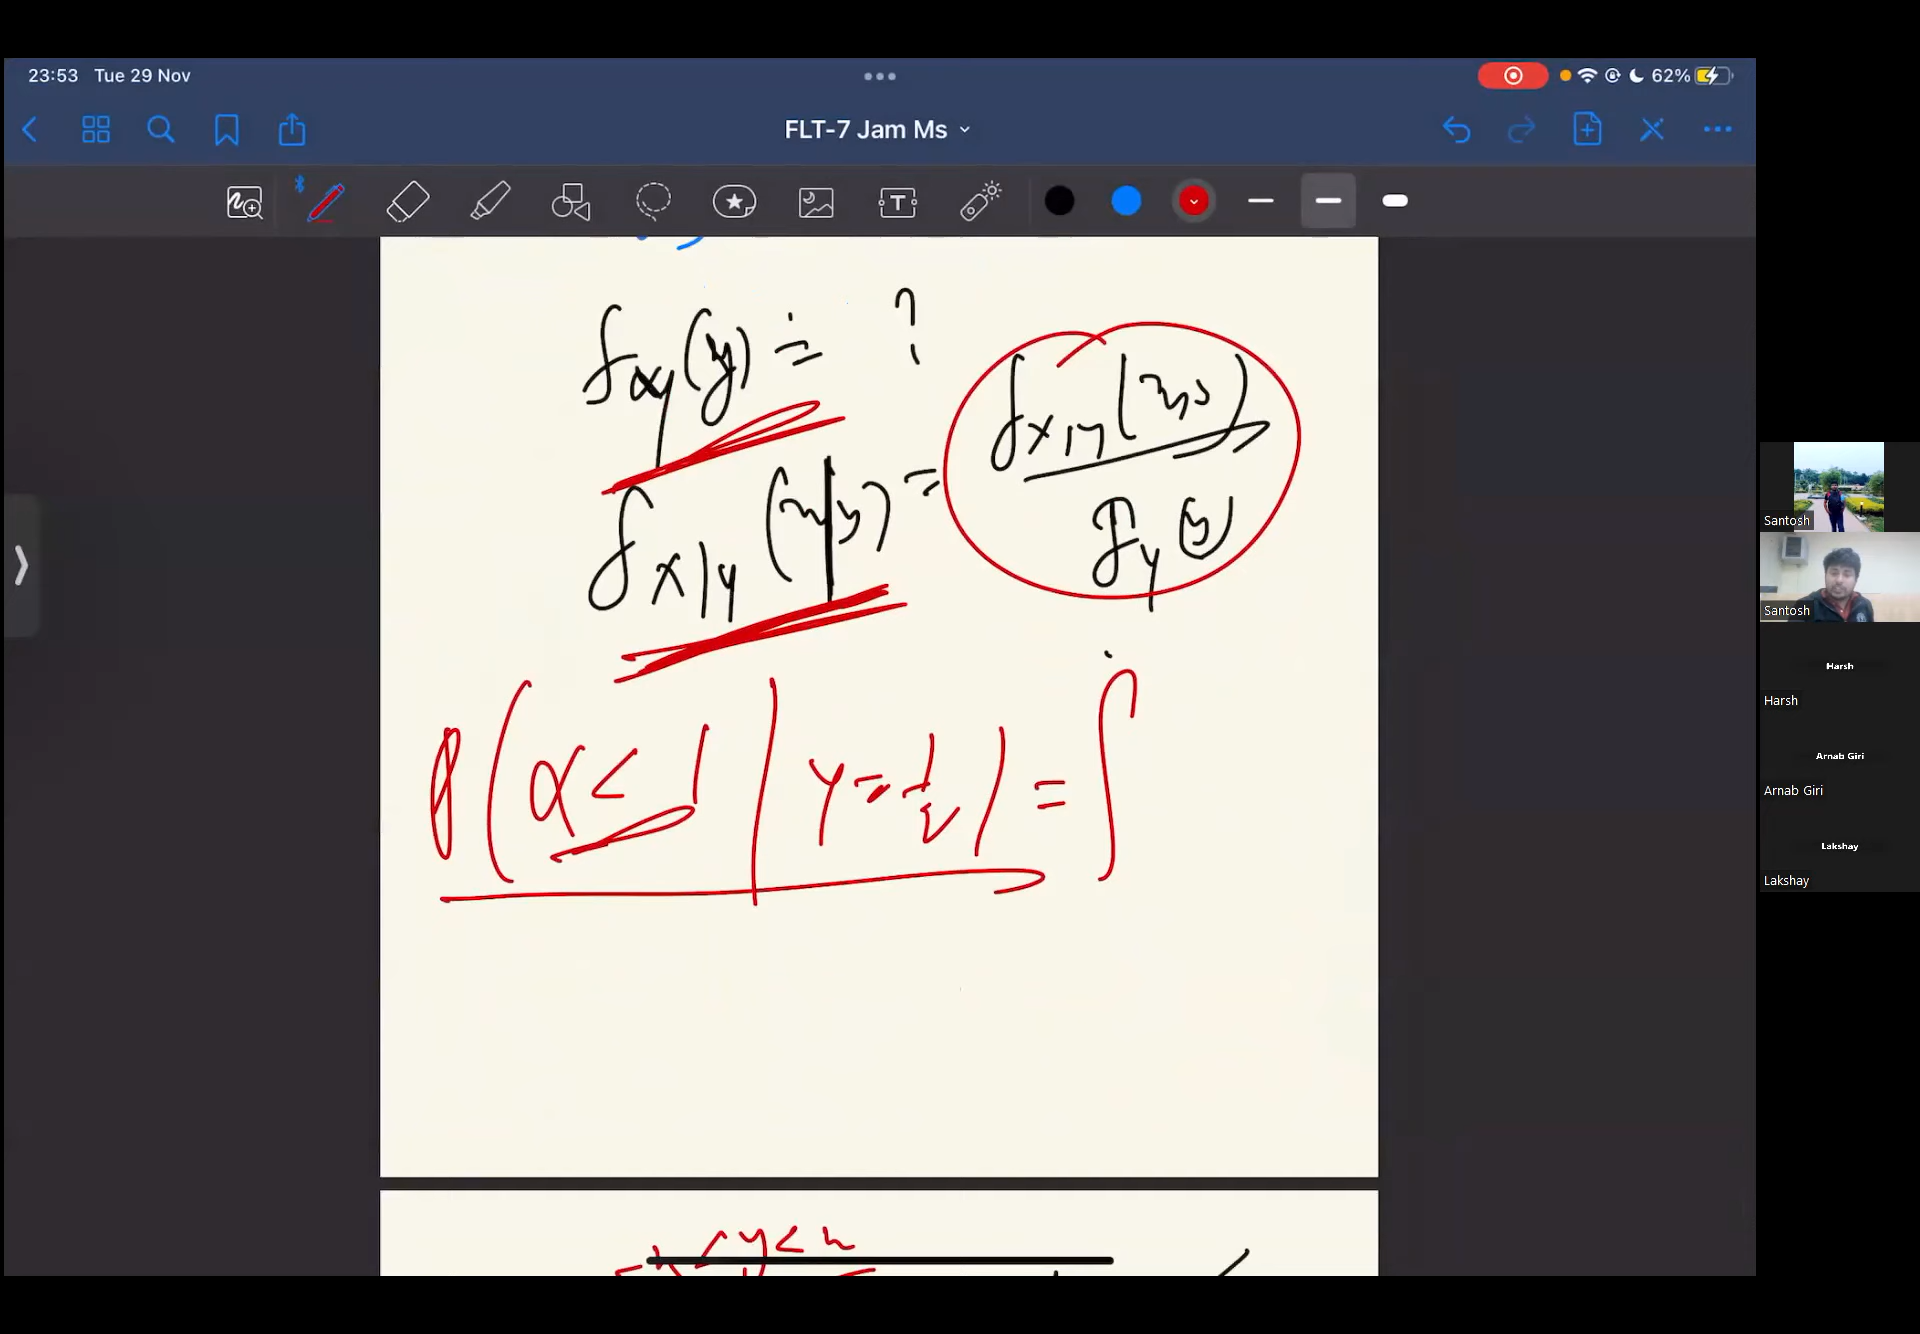 23:53 Tue 29 Nov
62%
FLT-7 Jam Ms
T
f_{xy}(y) = ?
f_{x|y}(x|y) = f_{x,y}(x,y) / f_y(y)
P(x < 1 | y = 1/2) = ∫
< y < x
Santosh
Santosh
Harsh
Harsh
Arnab Giri
Arnab Giri
Lakshay
Lakshay